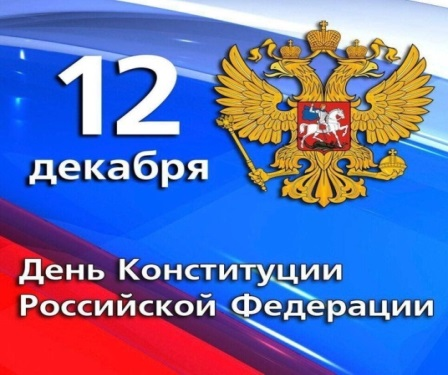 12
декабря
День Конституции
Российской Федерации